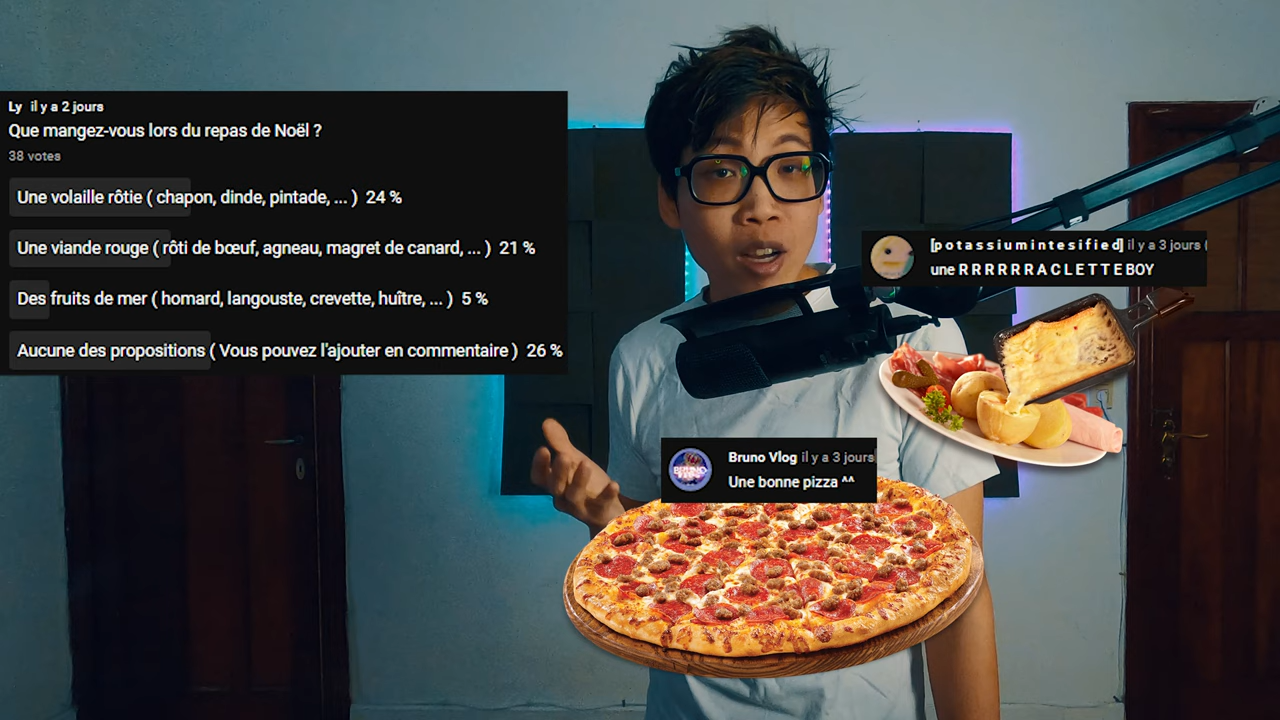 Ly il y a 2 jours
Que mangez-vous lors du repas de Noël ?
38 votes
Une volaille rôtie ( chapon, dinde, pintade, ... ) 24 %
Une viande rouge ( rôti de bœuf, agneau, magret de canard, ... ) 21 %
Des fruits de mer ( homard, langouste, crevette, huître, ... ) 5 %
Aucune des propositions ( Vous pouvez l'ajouter en commentaire ) 26 %
[p o t a s s i u m i n t e s i f i e d] il y a 3 jours (
une R R R R R R R A C L E T T E BOY
BRUNO
Bruno Vlog il y a 3 jours
Une bonne pizza ^^